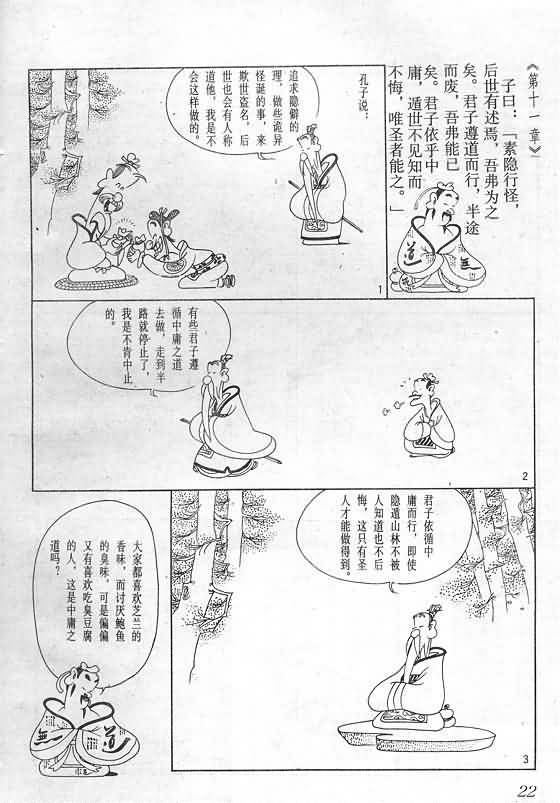 《第十一章》
子曰：「素隐行怪，
后世有述焉，吾弗为之
矣。君子遵道而行，半途
而废，吾弗能已
矣。君子依乎中
庸，遁世不见知而
不悔，唯圣者能之。」
道
無
孔子说：
追求隐僻的
理，做些诡异
怪诞的事，来
欺世盗名。后
世也会有人称
道他，我是不
会这样做的。
1
有些君子遵
循中庸之道
去做，走到半
路就停止了，
我是不肯中止
的。
2
君子依循中
庸而行，即使
隐遁山林不被
人知道也不后
悔，这只有圣
人才能做得到。
3
大家都喜欢芝兰的
香味，而讨厌鲍鱼
的臭味，可是偏偏
又有喜欢吃臭豆腐
的人，这是中庸之
道吗？
無
道
22